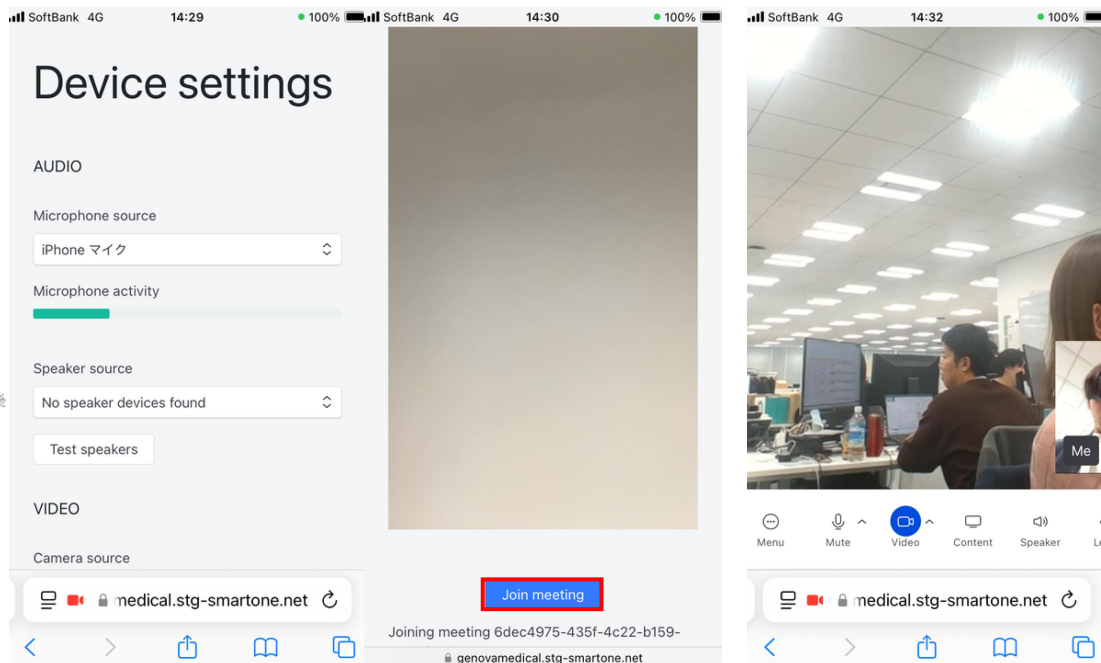 SoftBank 4G 14:29 100%
Device settings
AUDIO
Microphone source
iPhone マイク
Microphone activity
Speaker source
No speaker devices found
Test speakers
VIDEO
Camera source
medical.stg-smartone.net
SoftBank 4G 14:30 100%
Join meeting
Joining meeting 6dec4975-435f-4c22-b159-
genovamedical.stg-smartone.net
SoftBank 4G 14:32 100%
Me
Menu Mute Video Content Speaker
medical.stg-smartone.net